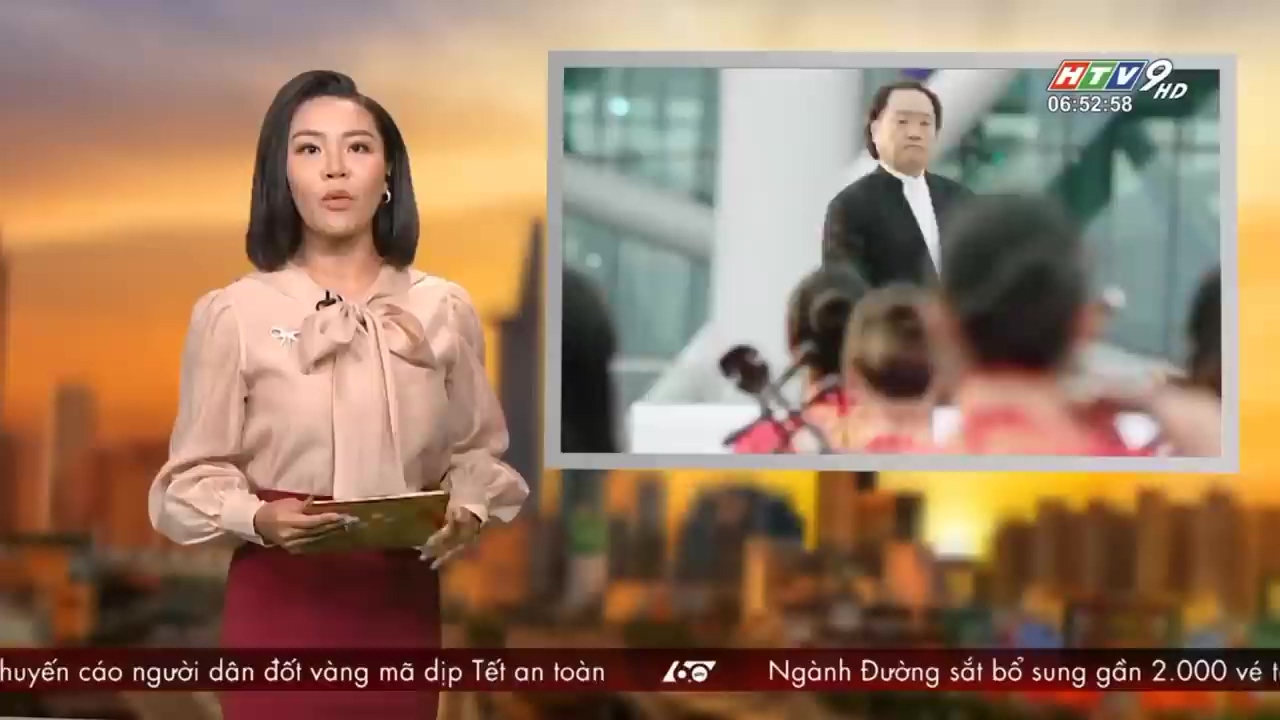 HTV9 HD
06:52:58
huyến cáo người dân đốt vàng mã dịp Tết an toàn
60
Ngành Đường sắt bổ sung gần 2.000 vé t